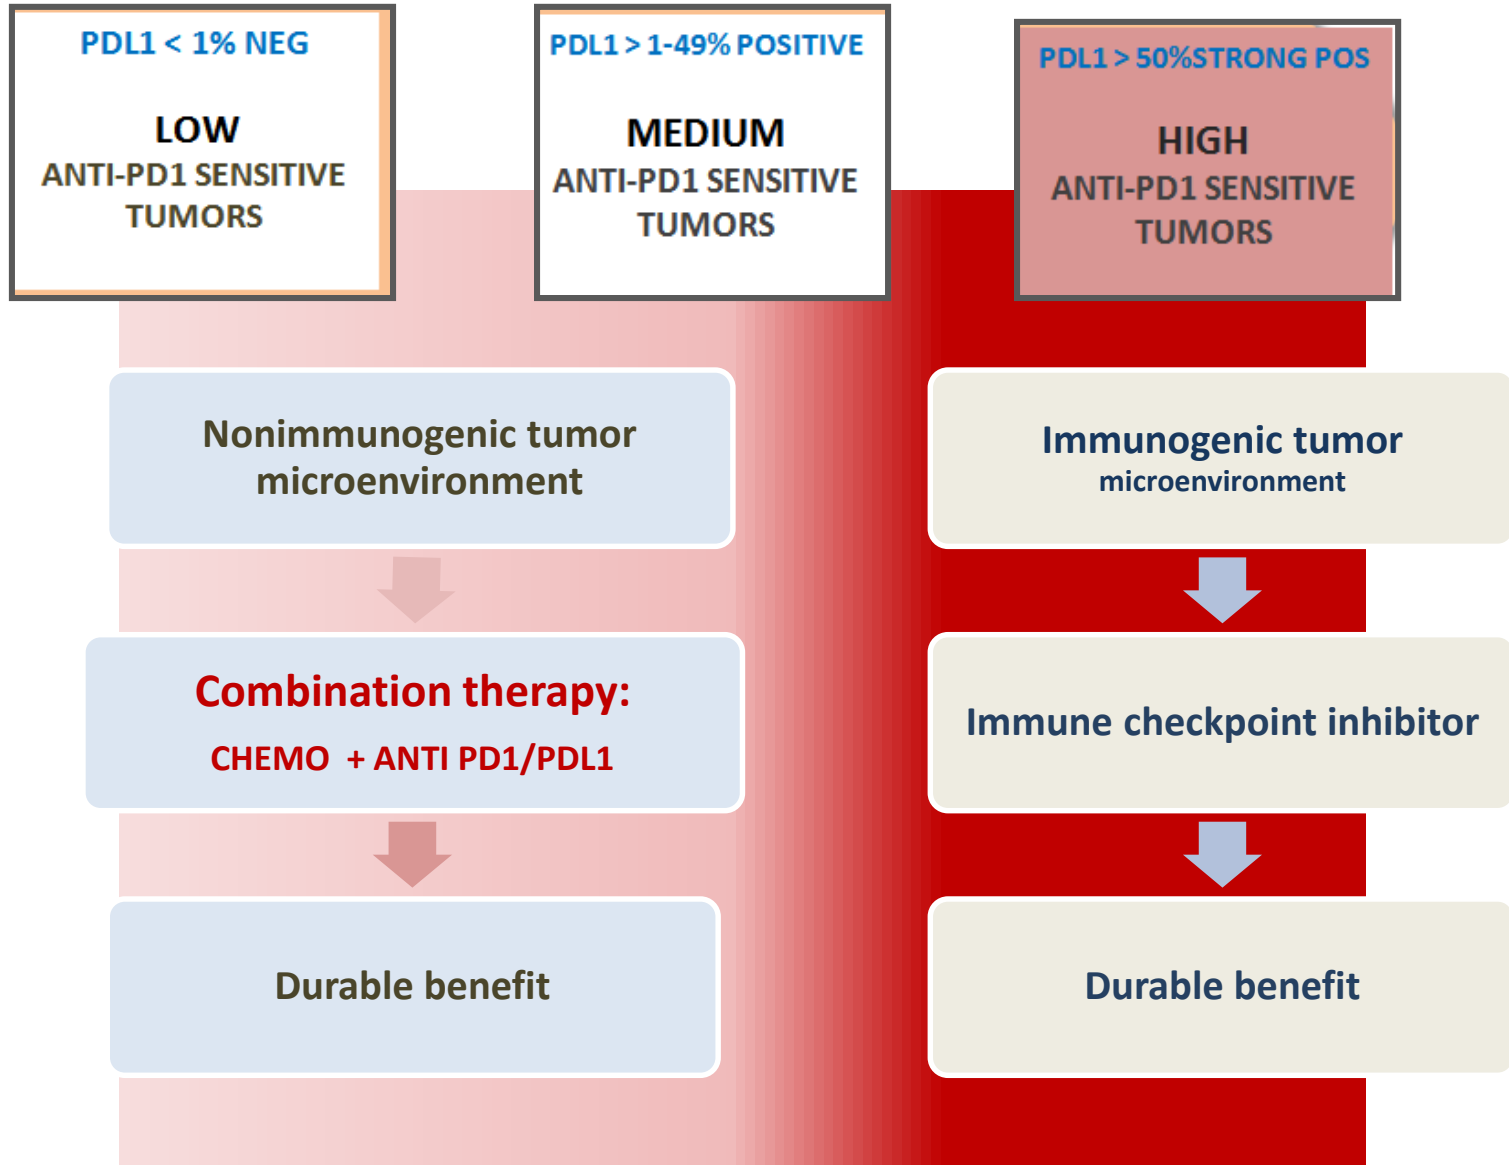 PDL1 < 1% NEG
LOW
ANTI-PD1 SENSITIVE
TUMORS
PDL1 > 1-49% POSITIVE
MEDIUM
ANTI-PD1 SENSITIVE
TUMORS
PDL1 > 50%STRONG POS
HIGH
ANTI-PD1 SENSITIVE
TUMORS
Nonimmunogenic tumor
microenvironment
Immunogenic tumor
microenvironment
Combination therapy:
CHEMO + ANTI PD1/PDL1
Immune checkpoint inhibitor
Durable benefit
Durable benefit